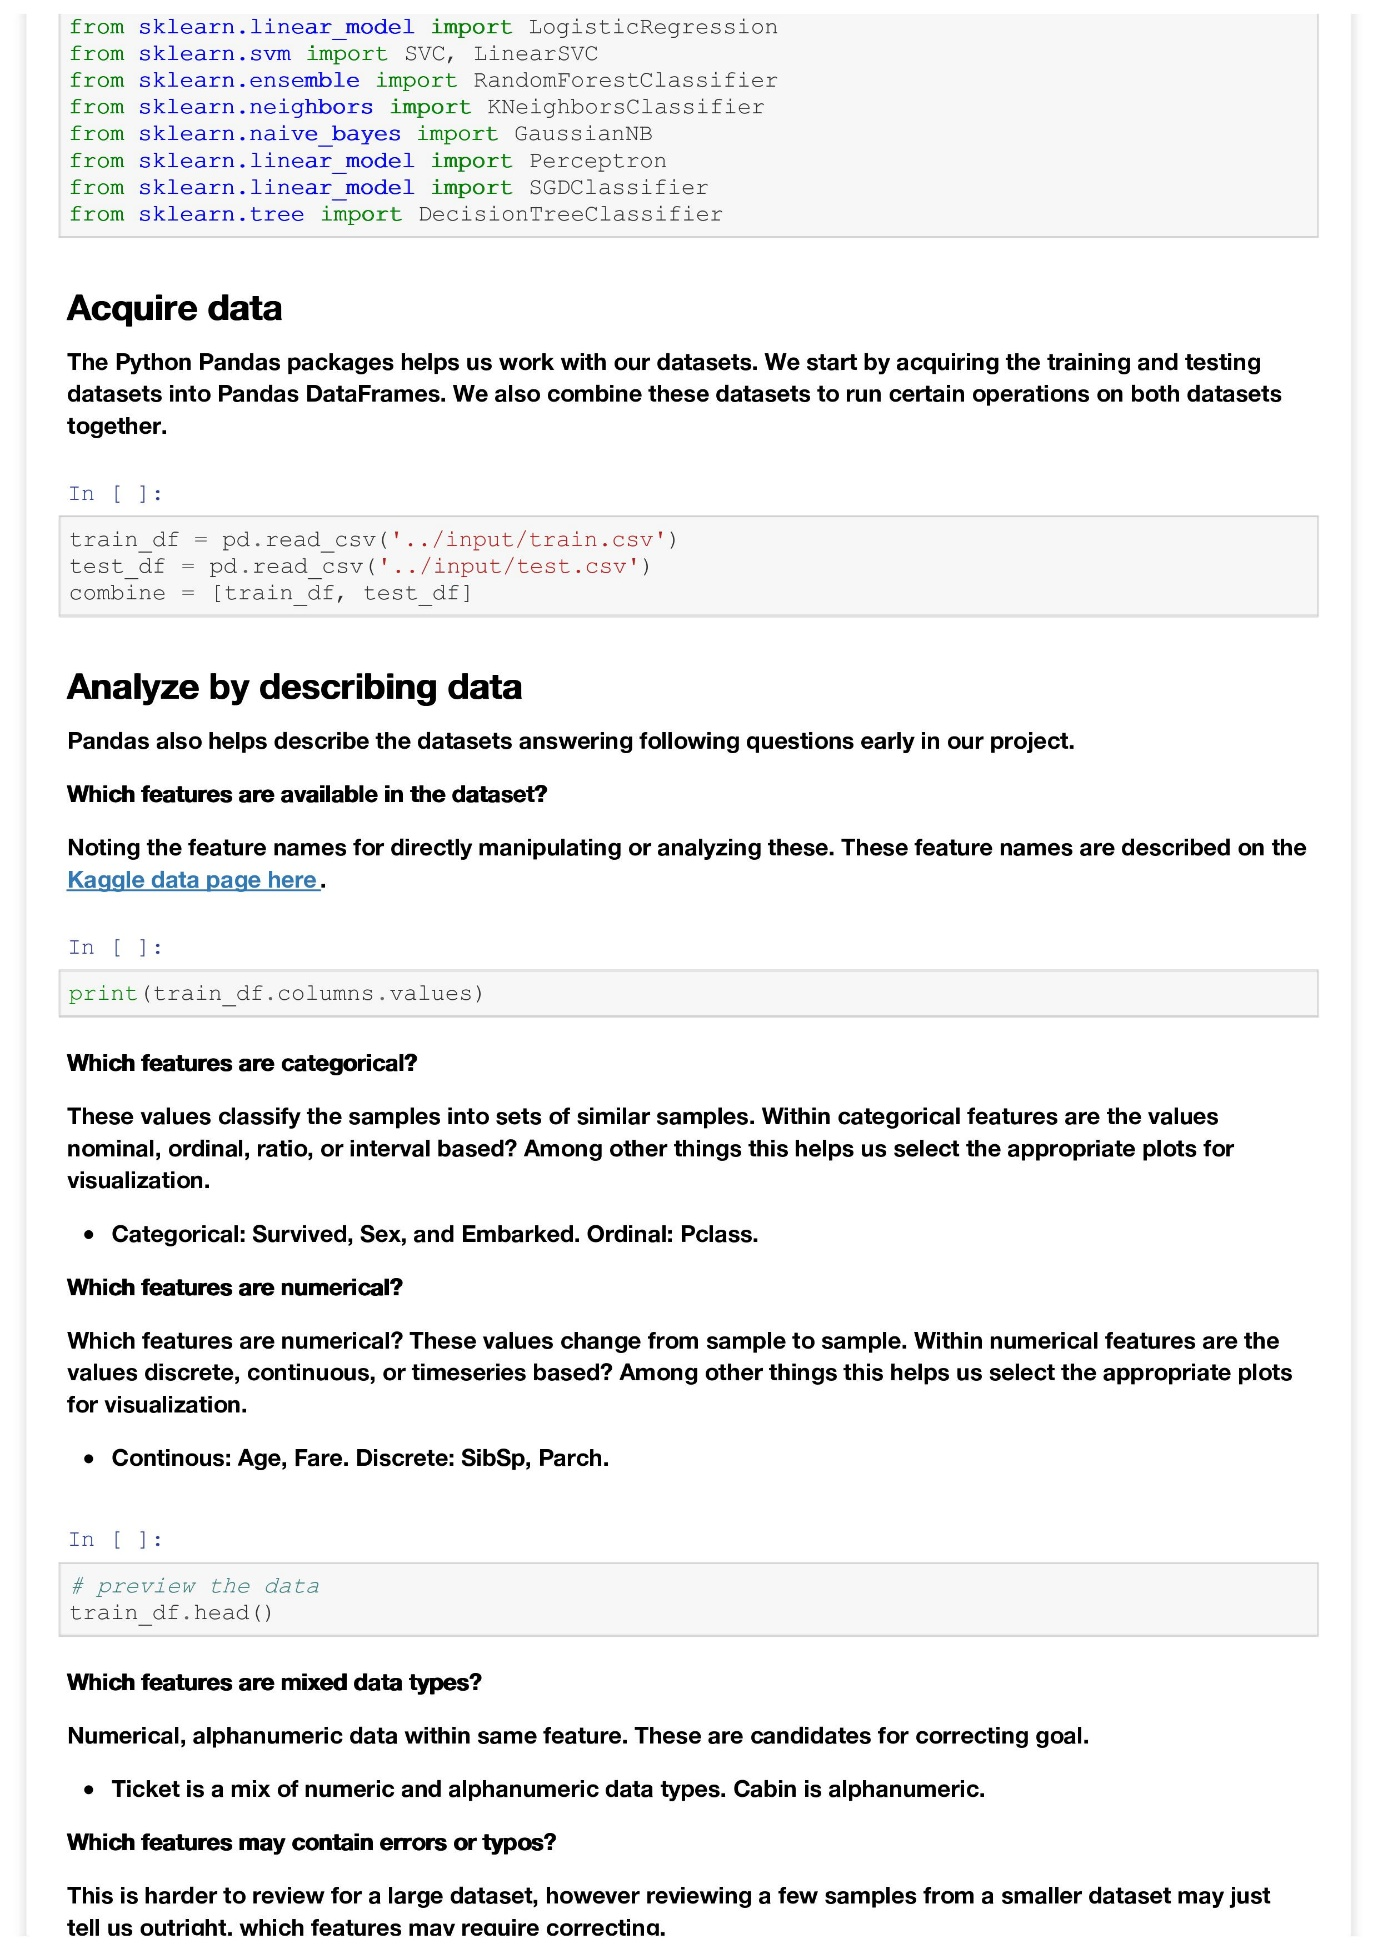 from sklearn.linear_model import LogisticRegression
from sklearn.svm import SVC, LinearSVC
from sklearn.ensemble import RandomForestClassifier
from sklearn.neighbors import KNeighborsClassifier
from sklearn.naive_bayes import GaussianNB
from sklearn.linear_model import Perceptron
from sklearn.linear_model import SGDClassifier
from sklearn.tree import DecisionTreeClassifier
Acquire data
The Python Pandas packages helps us work with our datasets. We start by acquiring the training and testing
datasets into Pandas DataFrames. We also combine these datasets to run certain operations on both datasets
together.
In [ ]:
train_df = pd.read_csv('../input/train.csv')
test_df = pd.read_csv('../input/test.csv')
combine = [train_df, test_df]
Analyze by describing data
Pandas also helps describe the datasets answering following questions early in our project.
Which features are available in the dataset?
Noting the feature names for directly manipulating or analyzing these. These feature names are described on the
Kaggle data page here.
In [ ]:
print(train_df.columns.values)
Which features are categorical?
These values classify the samples into sets of similar samples. Within categorical features are the values
nominal, ordinal, ratio, or interval based? Among other things this helps us select the appropriate plots for
visualization.
• Categorical: Survived, Sex, and Embarked. Ordinal: Pclass.
Which features are numerical?
Which features are numerical? These values change from sample to sample. Within numerical features are the
values discrete, continuous, or timeseries based? Among other things this helps us select the appropriate plots
for visualization.
• Continous: Age, Fare. Discrete: SibSp, Parch.
In [ ]:
# preview the data
train_df.head()
Which features are mixed data types?
Numerical, alphanumeric data within same feature. These are candidates for correcting goal.
• Ticket is a mix of numeric and alphanumeric data types. Cabin is alphanumeric.
Which features may contain errors or typos?
This is harder to review for a large dataset, however reviewing a few samples from a smaller dataset may just
tell us outright, which features may require correcting.